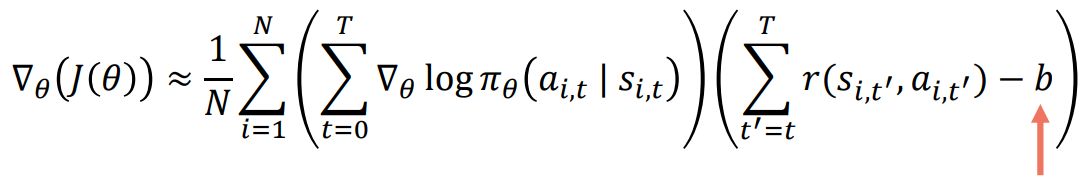 ∇θ(J(θ)) ≈ 1/N ∑_{i=1}^{N} (∑_{t=0}^{T} ∇θ log πθ(a_{i,t} | s_{i,t})) (∑_{t'=t}^{T} r(s_{i,t'}, a_{i,t'}) − b)